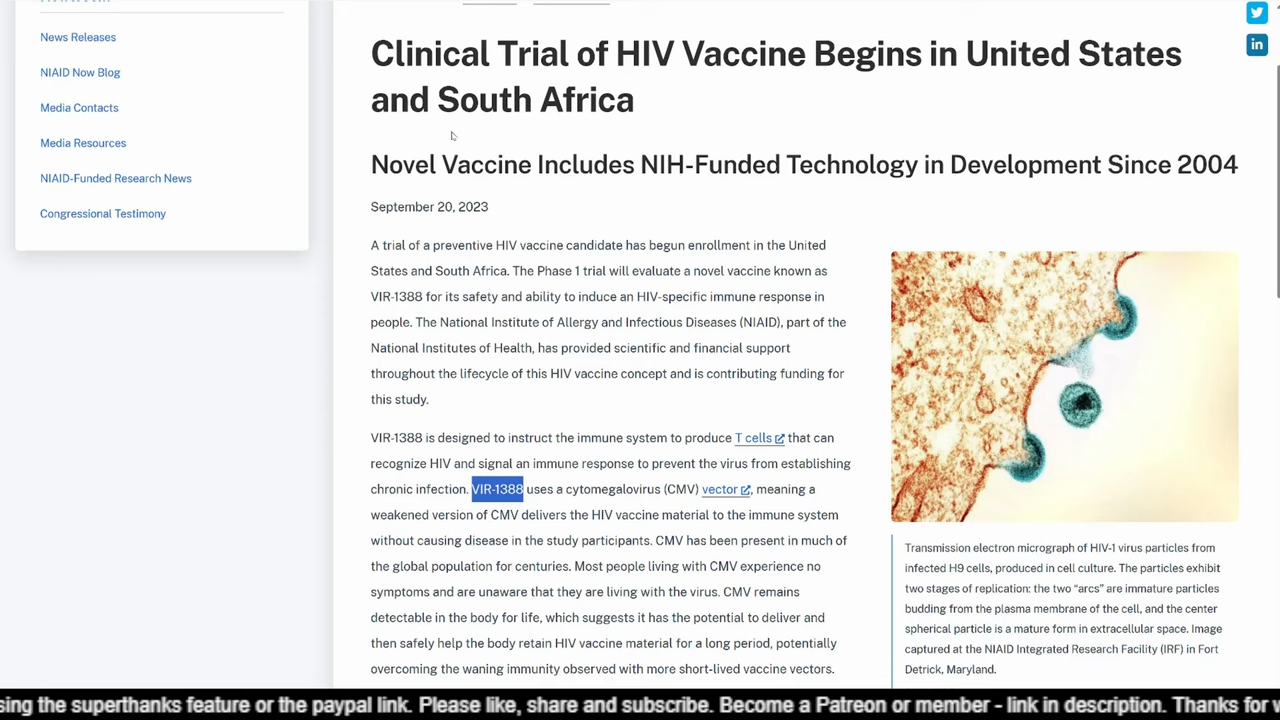 News Releases
NIAID Now Blog
Media Contacts
Media Resources
NIAID-Funded Research News
Congressional Testimony
Clinical Trial of HIV Vaccine Begins in United States
and South Africa
Novel Vaccine Includes NIH-Funded Technology in Development Since 2004
September 20, 2023
A trial of a preventive HIV vaccine candidate has begun enrollment in the United
States and South Africa. The Phase 1 trial will evaluate a novel vaccine known as
VIR-1388 for its safety and ability to induce an HIV-specific immune response in
people. The National Institute of Allergy and Infectious Diseases (NIAID), part of the
National Institutes of Health, has provided scientific and financial support
throughout the lifecycle of this HIV vaccine concept and is contributing funding for
this study.
VIR-1388 is designed to instruct the immune system to produce T cells that can
recognize HIV and signal an immune response to prevent the virus from establishing
chronic infection. VIR-1388 uses a cytomegalovirus (CMV) vector, meaning a
weakened version of CMV delivers the HIV vaccine material to the immune system
without causing disease in the study participants. CMV has been present in much of
the global population for centuries. Most people living with CMV experience no
symptoms and are unaware that they are living with the virus. CMV remains
detectable in the body for life, which suggests it has the potential to deliver and
then safely help the body retain HIV vaccine material for a long period, potentially
overcoming the waning immunity observed with more short-lived vaccine vectors.
Transmission electron micrograph of HIV-1 virus particles from
infected H9 cells, produced in cell culture. The particles exhibit
two stages of replication: the two “arcs” are immature particles
budding from the plasma membrane of the cell, and the center
spherical particle is a mature form in extracellular space. Image
captured at the NIAID Integrated Research Facility (IRF) in Fort
Detrick, Maryland.
in
sing the superthanks feature or the paypal link. Please like, share and subscribe. Become a Patreon or member - link in description. Thanks for